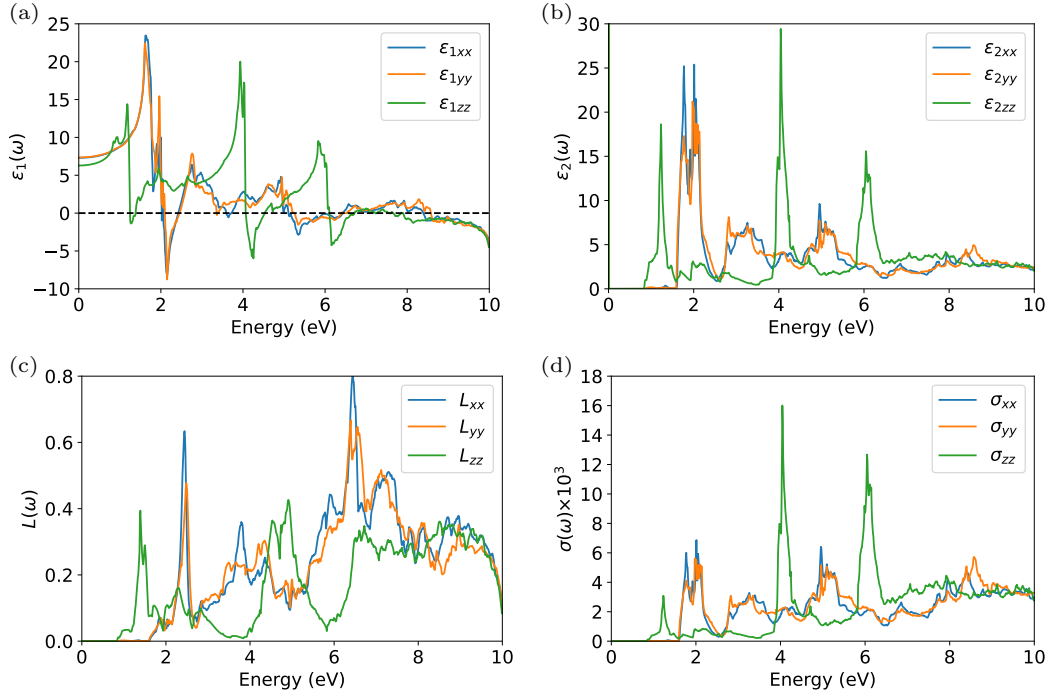 (a)
25
20
15
10
5
0
−5
−10
ε₁(ω)
ε₁xx
ε₁yy
ε₁zz
0 2 4 6 8 10
Energy (eV)
(b)
30
25
20
15
10
5
0
ε₂(ω)
ε₂xx
ε₂yy
ε₂zz
0 2 4 6 8 10
Energy (eV)
(c)
0.8
0.6
0.4
0.2
0.0
L(ω)
Lxx
Lyy
Lzz
0 2 4 6 8 10
Energy (eV)
(d)
18
16
14
12
10
8
6
4
2
0
σ(ω)×10³
σxx
σyy
σzz
0 2 4 6 8 10
Energy (eV)